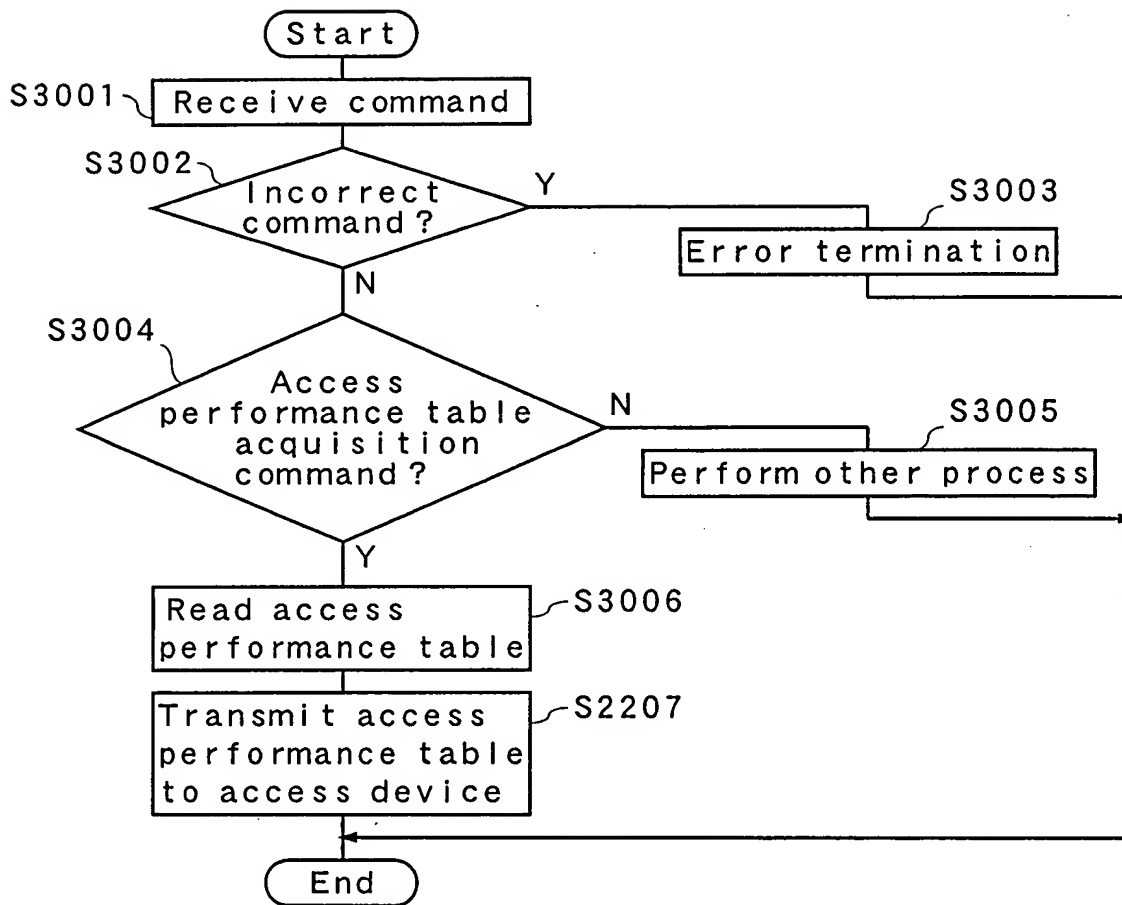 Start
S3001
Receive command
S3002
Incorrect
command?
Y
S3003
Error termination
N
S3004
Access
performance table
acquisition
command?
N
S3005
Perform other process
Y
Read access
performance table
S3006
Transmit access
performance table
to access device
S2207
End